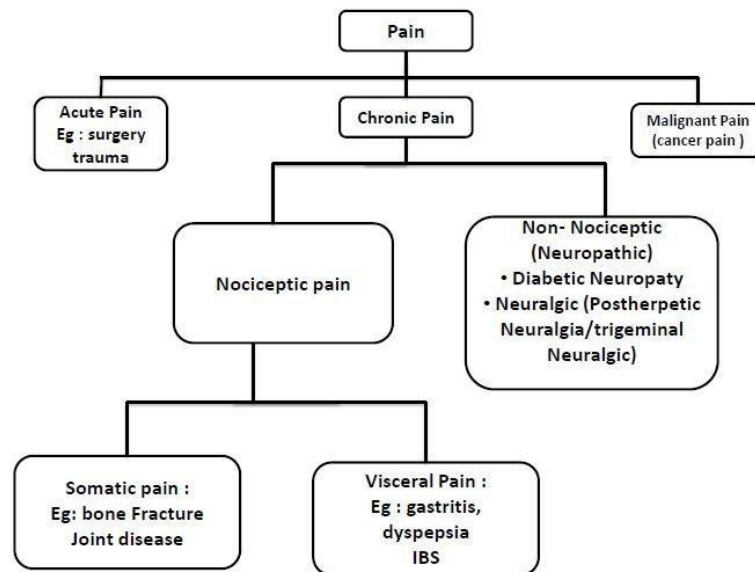 Pain
Acute Pain
Eg : surgery
trauma
Chronic Pain
Malignant Pain
(cancer pain )
Nociceptic pain
Non- Nociceptic
(Neuropathic)
• Diabetic Neuropaty
• Neuralgic (Postherpetic
Neuralgia/trigeminal
Neuralgic)
Somatic pain :
Eg: bone Fracture
Joint disease
Visceral Pain :
Eg : gastritis,
dyspepsia
IBS